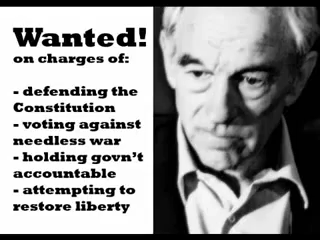 Wanted!
on charges of:
- defending the
Constitution
- voting against
needless war
- holding govn't
accountable
- attempting to
restore liberty